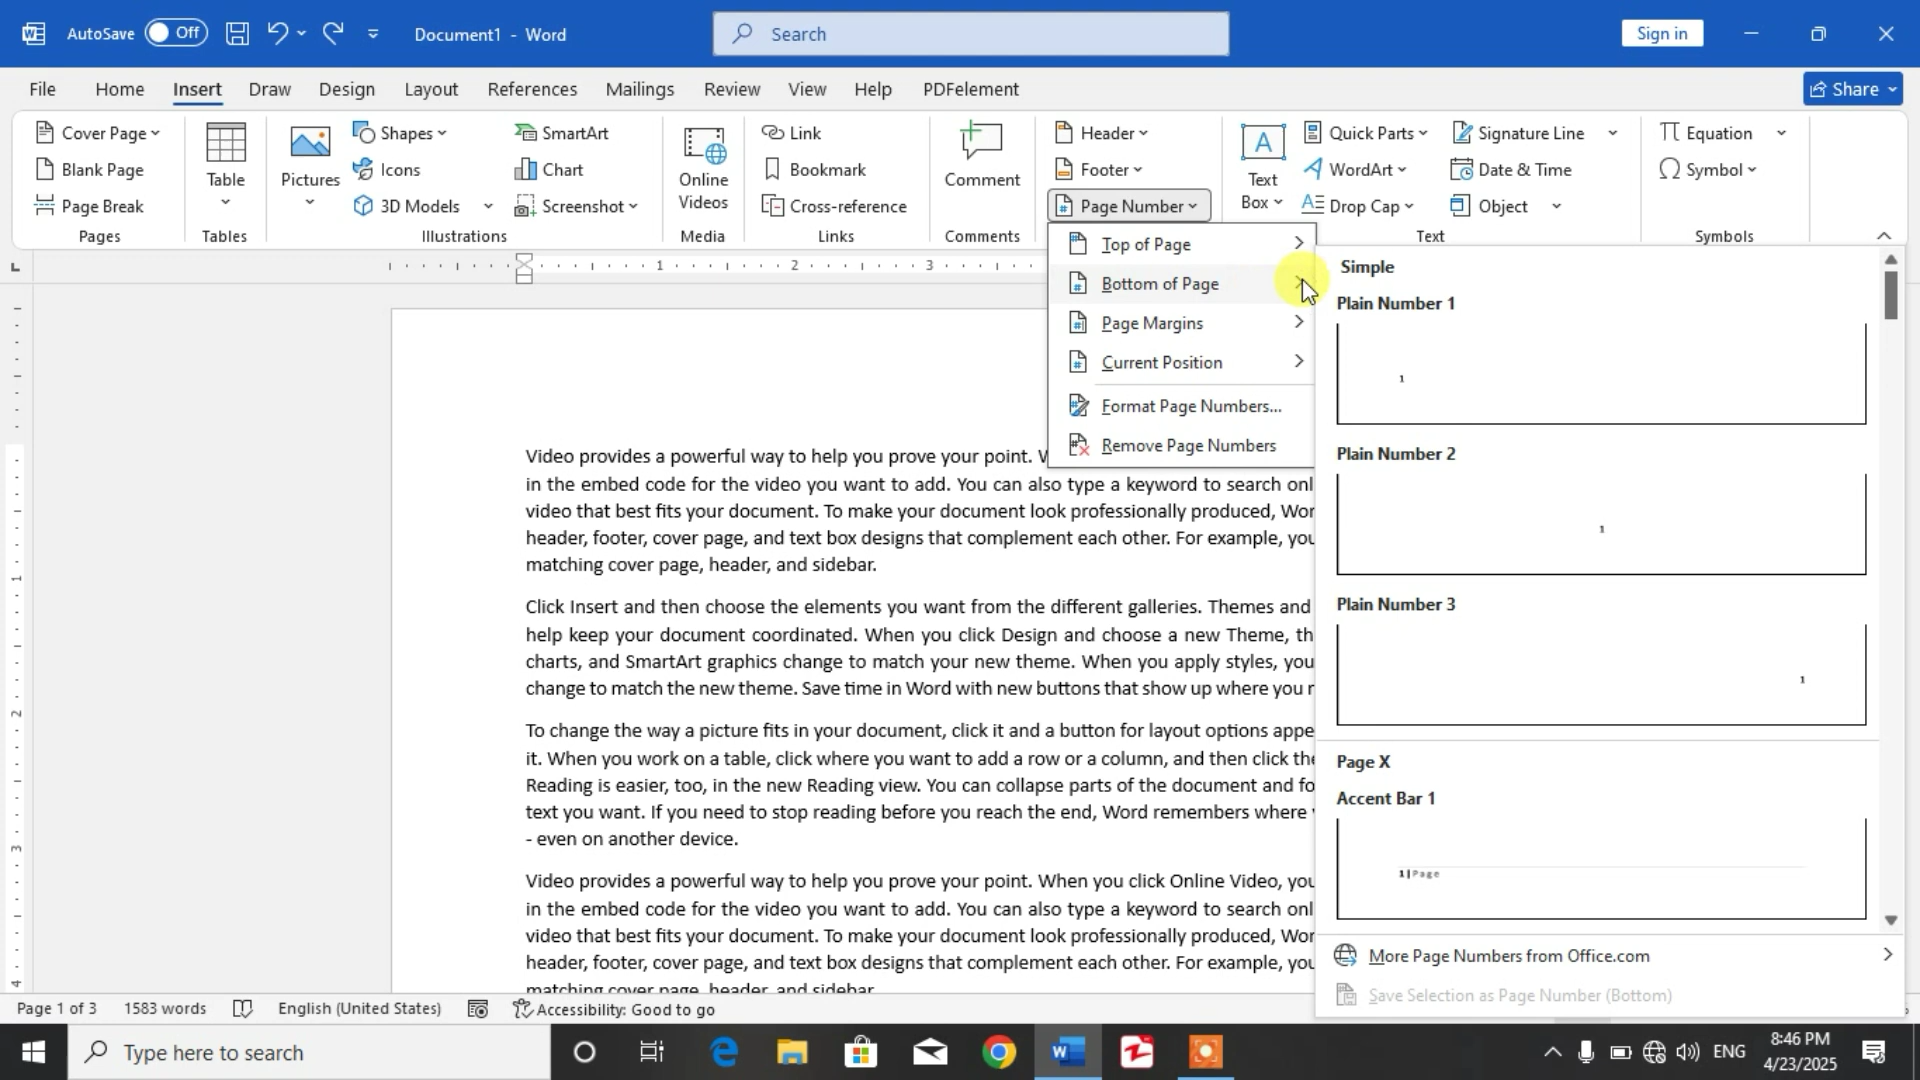 AutoSave Off Document1 - Word Search Sign in
File Home Insert Draw Design Layout References Mailings Review View Help PDFelement Share
Cover Page
Blank Page
Page Break
Pages
Table
Tables
Pictures
Shapes
Icons
3D Models
SmartArt
Chart
Screenshot
Illustrations
Online
Videos
Media
Link
Bookmark
Cross-reference
Links
Comment
Comments
Header
Footer
Page Number
Text
Box
Quick Parts
WordArt
Drop Cap
Signature Line
Date & Time
Object
Text
Equation
Symbol
Symbols
L
1 2 3
Top of Page
Bottom of Page
Page Margins
Current Position
Format Page Numbers...
Remove Page Numbers
Simple
Plain Number 1
1
Plain Number 2
1
Plain Number 3
1
Page X
Accent Bar 1
1|Page
More Page Numbers from Office.com
Save Selection as Page Number (Bottom)
1
2
3
4
Video provides a powerful way to help you prove your point. W
in the embed code for the video you want to add. You can also type a keyword to search onl
video that best fits your document. To make your document look professionally produced, Wor
header, footer, cover page, and text box designs that complement each other. For example, you
matching cover page, header, and sidebar.
Click Insert and then choose the elements you want from the different galleries. Themes and
help keep your document coordinated. When you click Design and choose a new Theme, th
charts, and SmartArt graphics change to match your new theme. When you apply styles, you
change to match the new theme. Save time in Word with new buttons that show up where you n
To change the way a picture fits in your document, click it and a button for layout options appe
it. When you work on a table, click where you want to add a row or a column, and then click the
Reading is easier, too, in the new Reading view. You can collapse parts of the document and fo
text you want. If you need to stop reading before you reach the end, Word remembers where
- even on another device.
Video provides a powerful way to help you prove your point. When you click Online Video, you
in the embed code for the video you want to add. You can also type a keyword to search onl
video that best fits your document. To make your document look professionally produced, Wor
header, footer, cover page, and text box designs that complement each other. For example, you
matching cover page, header, and sidebar.
Page 1 of 3 1583 words English (United States) Accessibility: Good to go
Type here to search
ENG
8:46 PM
4/23/2025